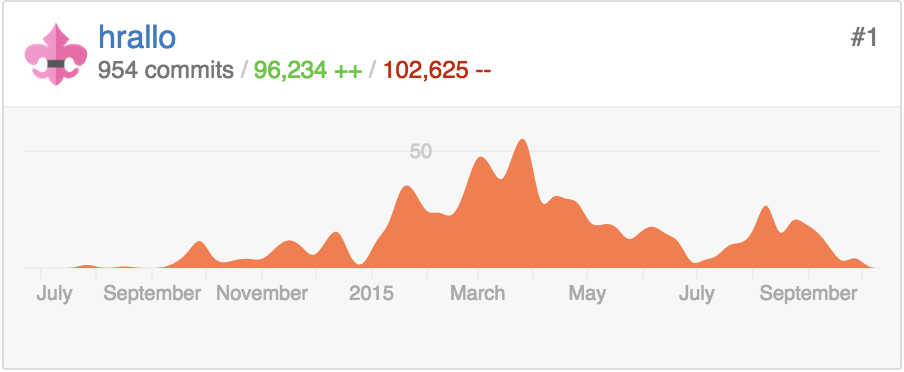 hrallo
#1
954 commits / 96,234 ++ / 102,625 --
50
July September November 2015 March May July September